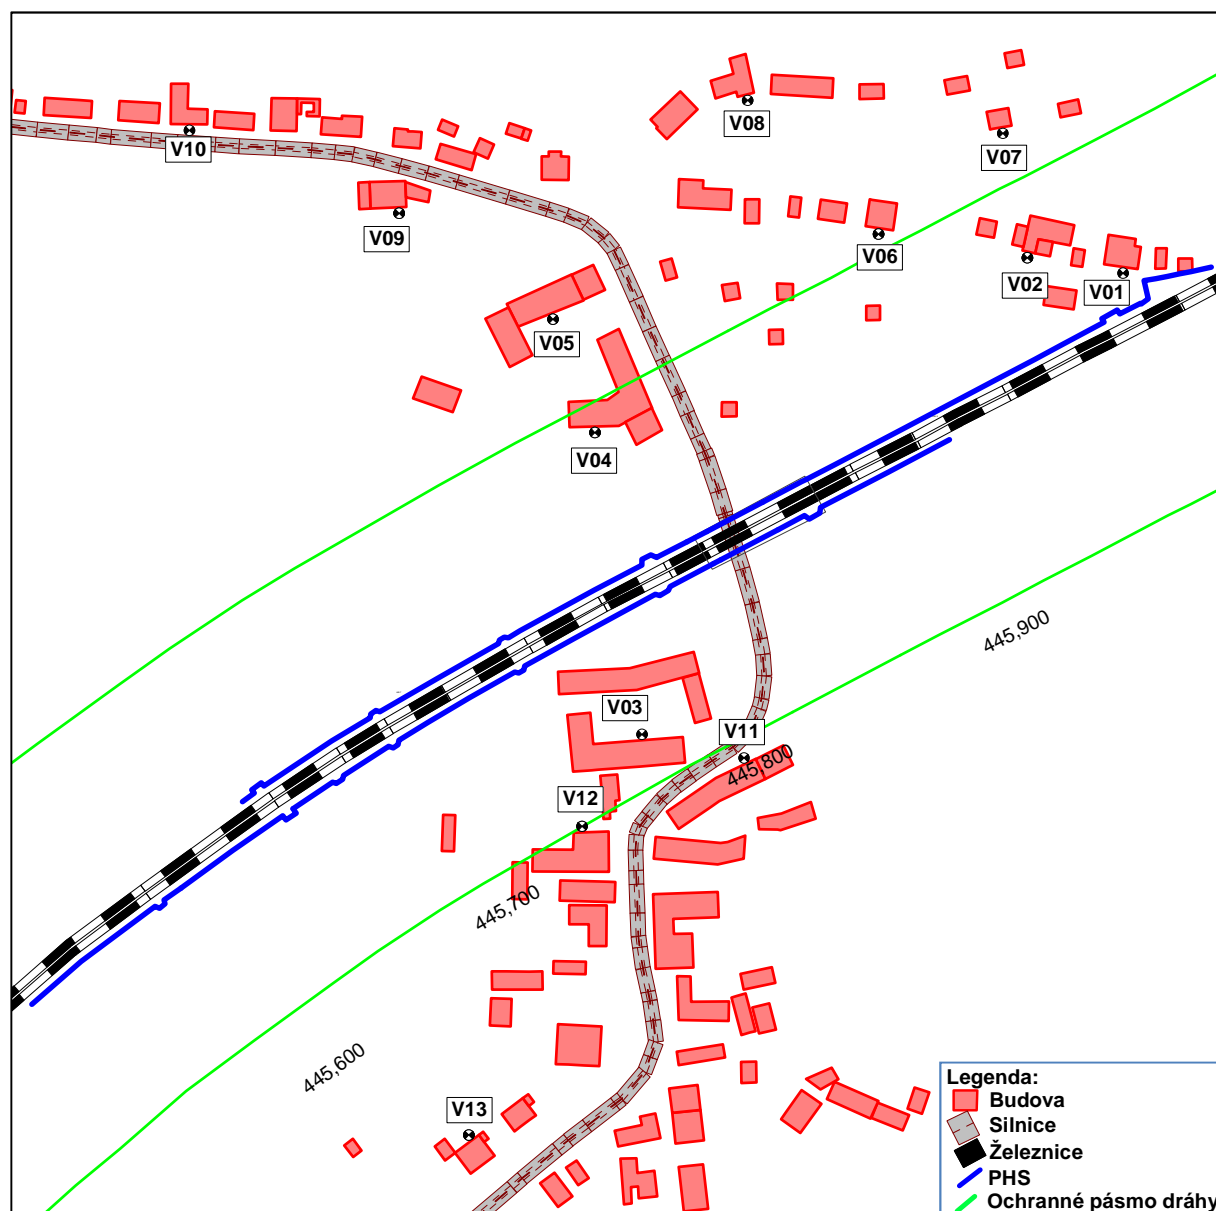 V08
V07
V10
V09
V06
V02
V01
V05
V04
445,900
V03
V11
445,800
V12
445,700
445,600
V13
Legenda:
Budova
Silnice
Železnice
PHS
Ochranné pásmo dráhy